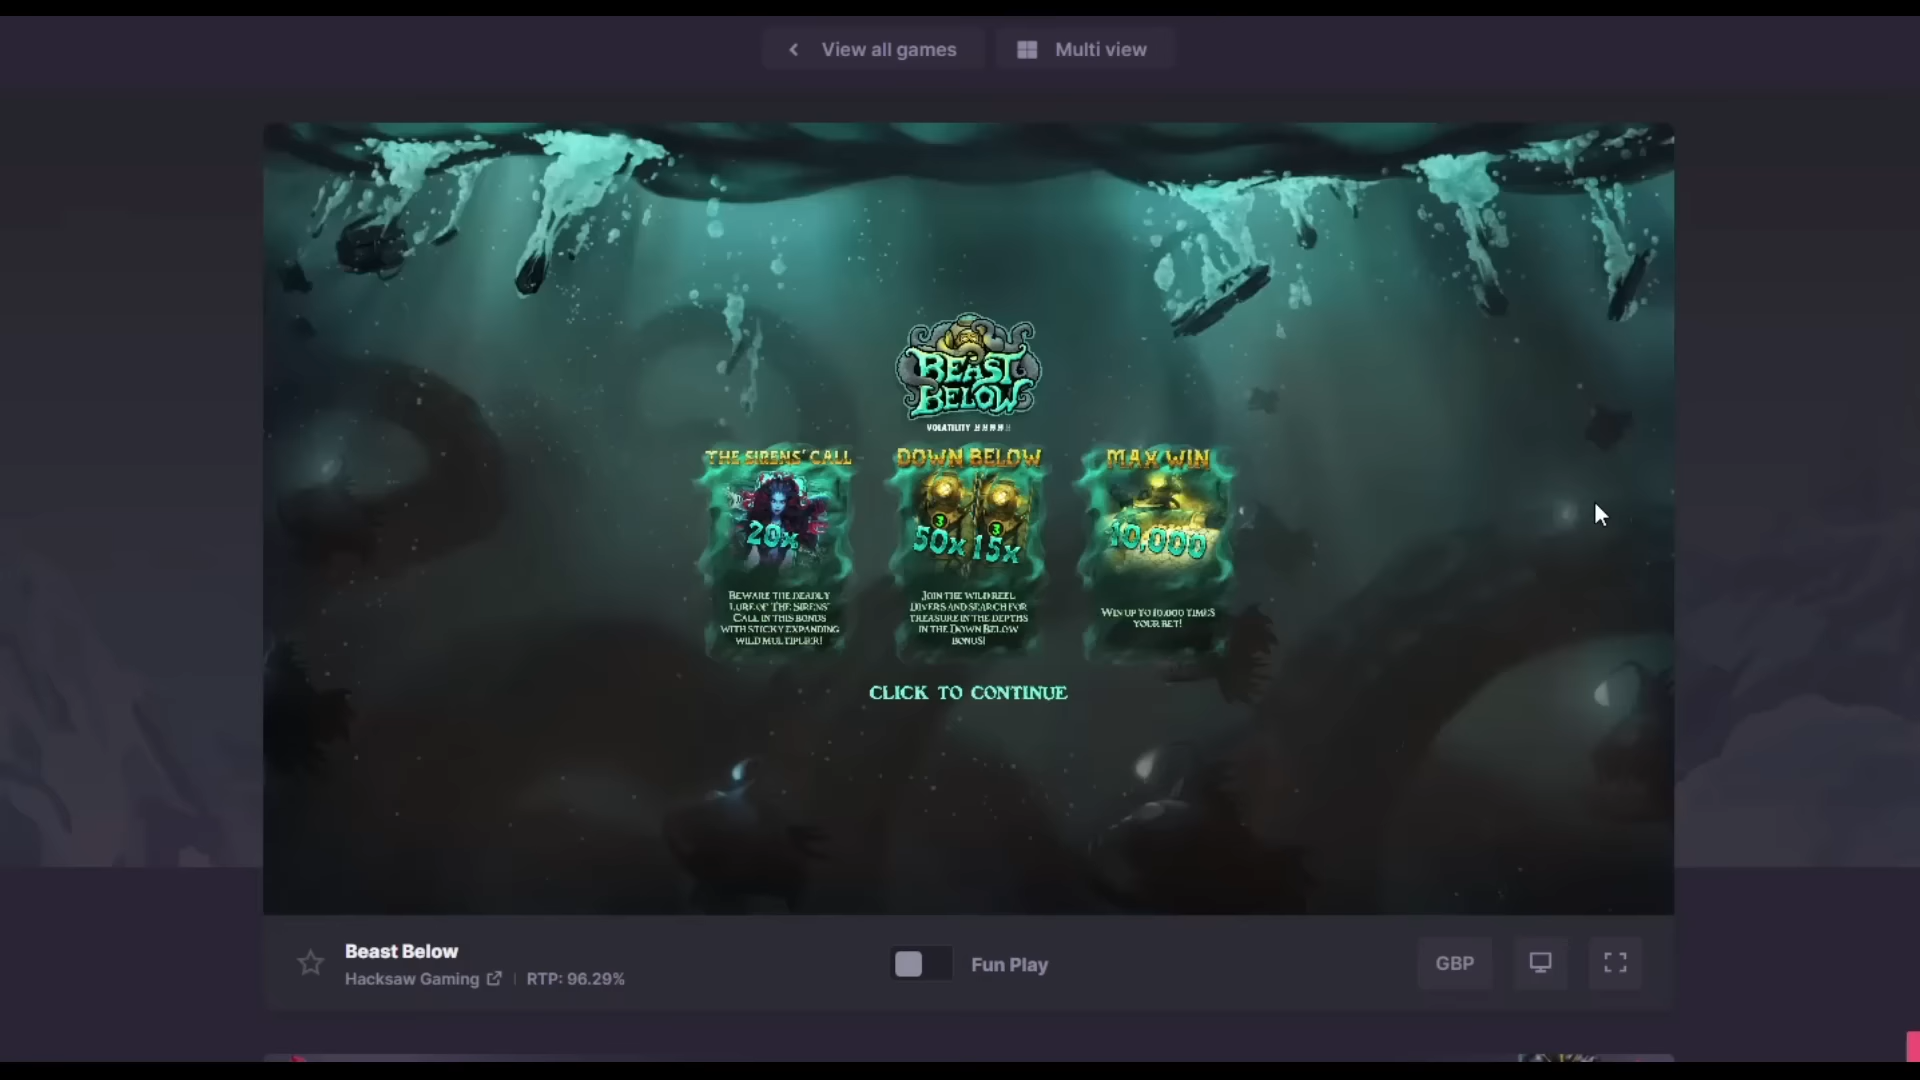 View all games
Multi view
BEAST
BELOW
VOLATILITY
THE SIRENS' CALL
20x
BEWARE THE DEADLY
LURE OF THE SIRENS'
CALL IN THIS BONUS
WITH STICKY EXPANDING
WILD MULTIPLIER!
DOWN BELOW
3
3
50x 15x
JOIN THE WILD REEL
DIVERS AND SEARCH FOR
TREASURE IN THE DEPTHS
IN THE DOWN BELOW
BONUS!
MAX WIN
10,000
WIN UP TO 10.000 TIMES
YOUR BET!
CLICK TO CONTINUE
Beast Below
Hacksaw Gaming | RTP: 96.29%
Fun Play
GBP